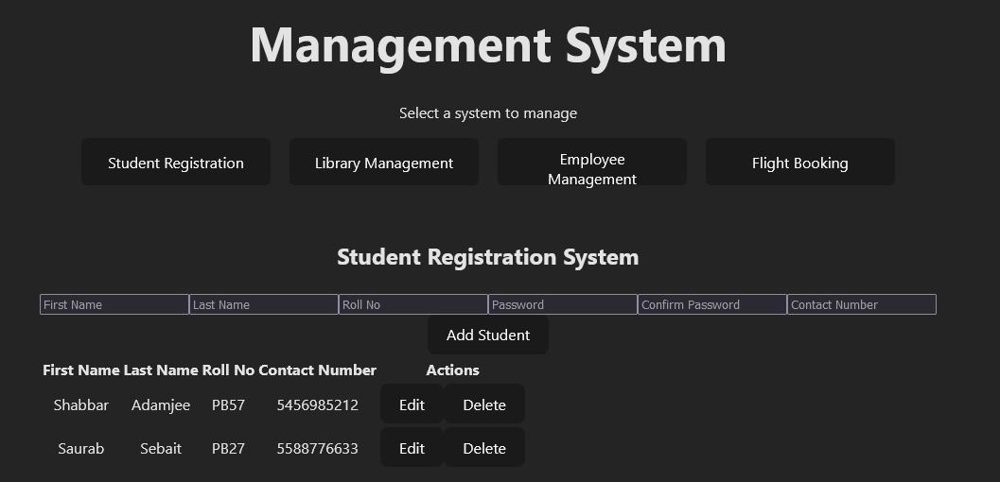 Management System
Select a system to manage
Student Registration
Library Management
Employee
Management
Flight Booking
Student Registration System
First Name Last Name Roll No Password Confirm Password Contact Number
Add Student
First Name Last Name Roll No Contact Number Actions
Shabbar Adamjee PB57 5456985212 Edit Delete
Saurab Sebait PB27 5588776633 Edit Delete